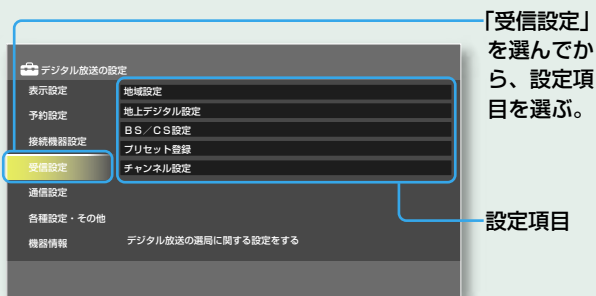 「受信設定」
を選んでか
ら、設定項
目を選ぶ。
デジタル放送の設定
表示設定
予約設定
接続機器設定
受信設定
通信設定
各種設定・その他
機器情報
地域設定
地上デジタル設定
BS／CS設定
プリセット登録
チャンネル設定
デジタル放送の選局に関する設定をする
設定項目